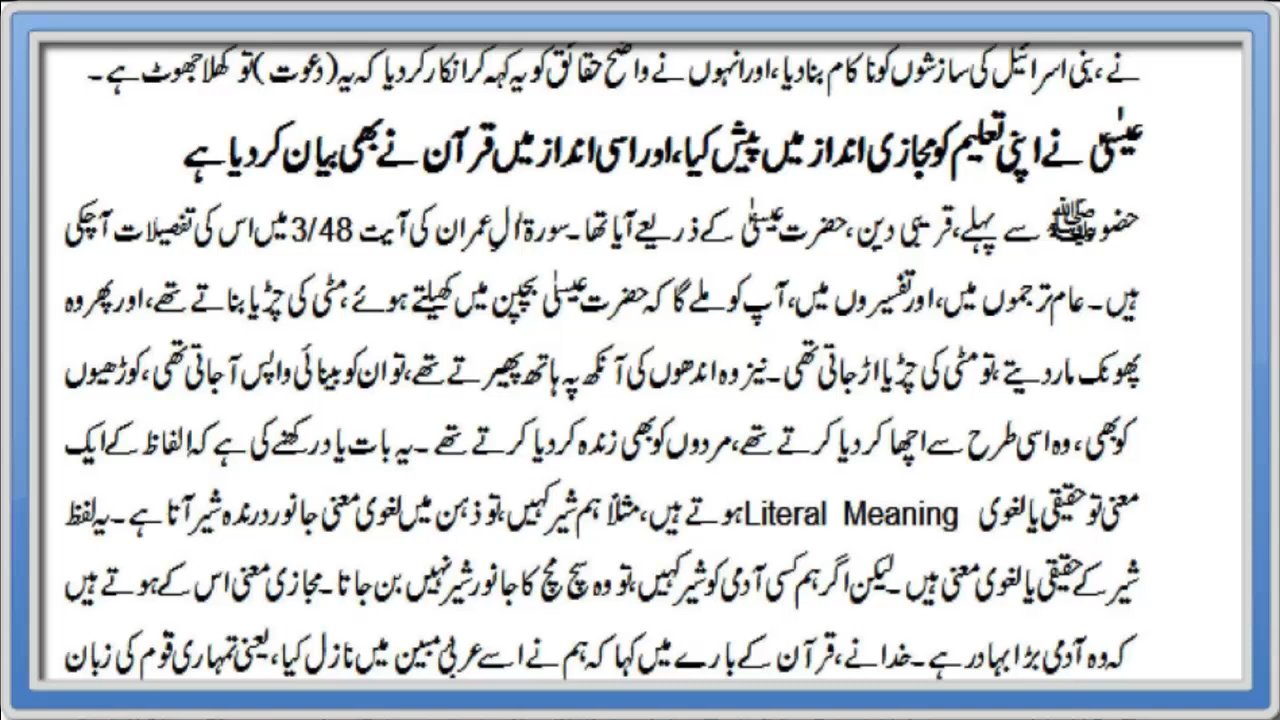 نے، بنی اسرائیل کی سازشوں کو ناکام بنا دیا، اور انہوں نے واضح حقائق کو یہ کہہ کر انکار کر دیا کہ یہ (دعوت) تو کھلا جھوٹ ہے۔
عیسیٰؑ نے اپنی تعلیم کو مجازی انداز میں پیش کیا، اور اسی انداز میں قرآن نے بھی بیان کر دیا ہے
حضورﷺ سے پہلے، قریبی دین، حضرت عیسیٰؑ کے ذریعے آیا تھا۔ سورۃ اٰلِ عمران کی آیت 3/48 میں اس کی تفصیلات آ چکی
ہیں۔ عام ترجموں میں، اور تفسیروں میں، آپ کو ملے گا کہ حضرت عیسیٰؑ بچپن میں کھیلتے ہوئے، مٹی کی چڑیا بناتے تھے، اور پھر وہ
پھونک مار دیتے، تو مٹی کی چڑیا اڑ جاتی تھی۔ نیز وہ اندھوں کی آنکھ پہ ہاتھ پھیرتے تھے، تو ان کو بینائی واپس آ جاتی تھی، کوڑھیوں
کو بھی، وہ اسی طرح سے اچھا کر دیا کرتے تھے، مردوں کو بھی زندہ کر دیا کرتے تھے۔ یہ بات یاد رکھنے کی ہے کہ الفاظ کے ایک
معنی تو حقیقی یا لغوی Literal Meaning ہوتے ہیں، مثلاً ہم شیر کہیں، تو ذہن میں لغوی معنی جانور درندہ شیر آتا ہے۔ یہ لفظ
شیر کے حقیقی یا لغوی معنی ہیں۔ لیکن اگر ہم کسی آدمی کو شیر کہیں، تو وہ سچ مچ کا جانور شیر نہیں بن جاتا۔ مجازی معنی اس کے ہوتے ہیں
کہ وہ آدمی بڑا بہادر ہے۔ خدا نے، قرآن کے بارے میں کہا کہ ہم نے اسے عربیٔ مبین میں نازل کیا، یعنی تمہاری قوم کی زبان